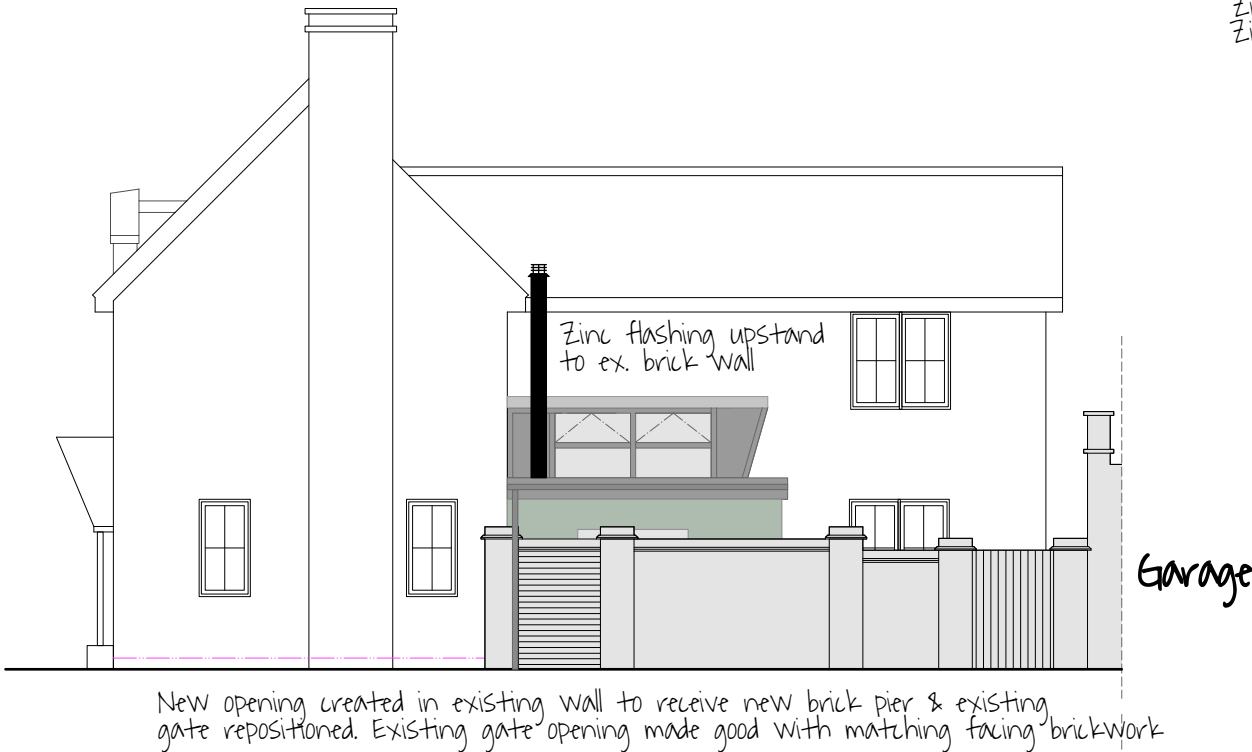 Zinc flashing upstand
to ex. brick wall
Garage
New opening created in existing wall to receive new brick pier & existing
gate repositioned. Existing gate opening made good with matching facing brickwork